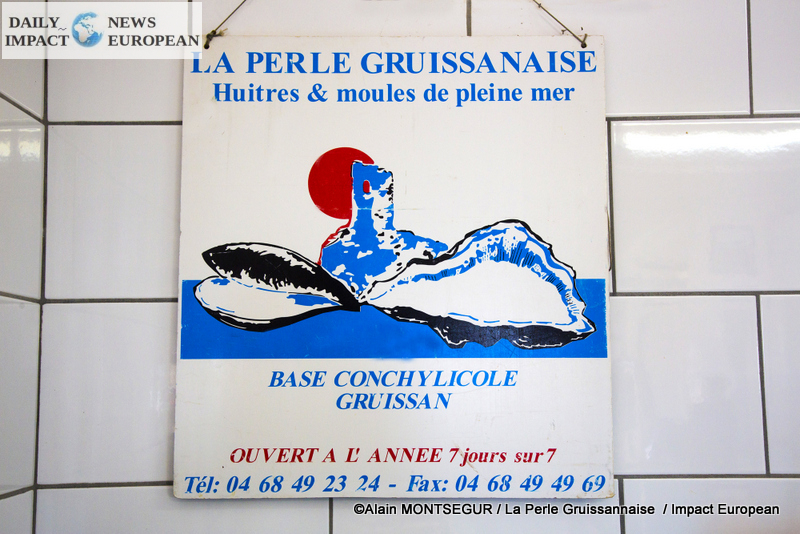 DAILY NEWS
IMPACT EUROPEAN
LA PERLE GRUISSANAISE
Huitres & moules de pleine mer
BASE CONCHYLICOLE
GRUISSAN
OUVERT A L' ANNEE 7 jours sur 7
Tél: 04 68 49 23 24 - Fax: 04 68 49 49 69
©Alain MONTSEGUR / La Perle Gruissannaise / Impact European